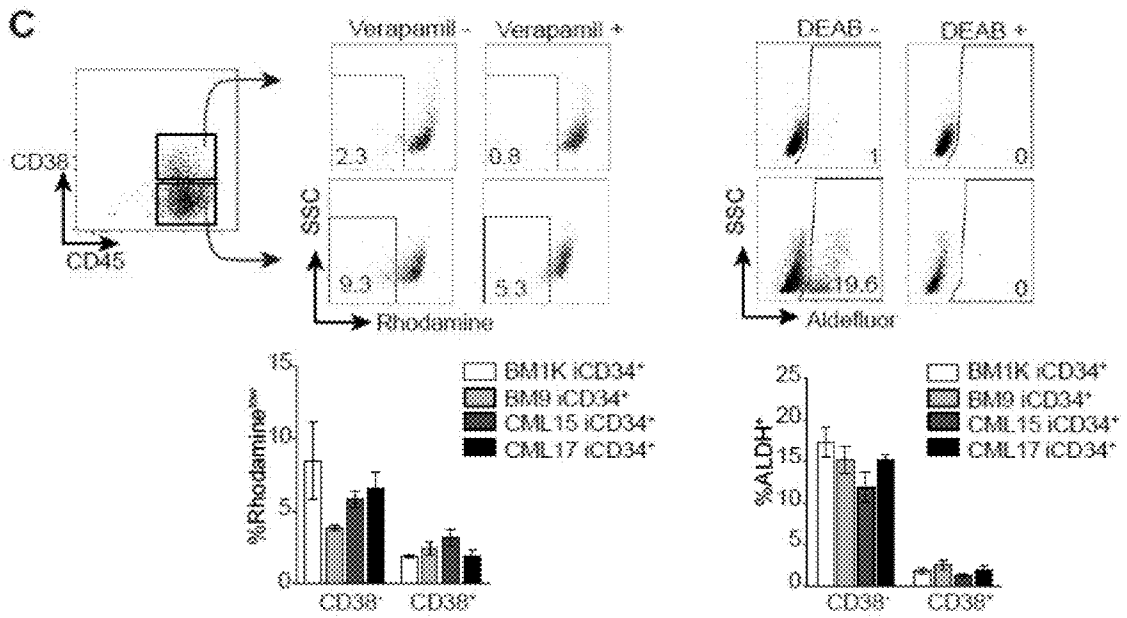 C
Verapamil - Verapamil + DEAB - DEAB +
CD38
CD45
2.3 0.8 1 0
SSC SSC
9.3 5.3 19.6 0
Rhodamine Aldefluor
15
10
5
0
%Rhodamine
BM1K iCD34⁺
BM9 iCD34⁺
CML15 iCD34⁺
CML17 iCD34⁺
CD38⁻ CD38⁺
25
20
15
10
5
0
%ALDH⁺
BM1K iCD34⁺
BM9 iCD34⁺
CML15 iCD34⁺
CML17 iCD34⁺
CD38⁻ CD38⁺